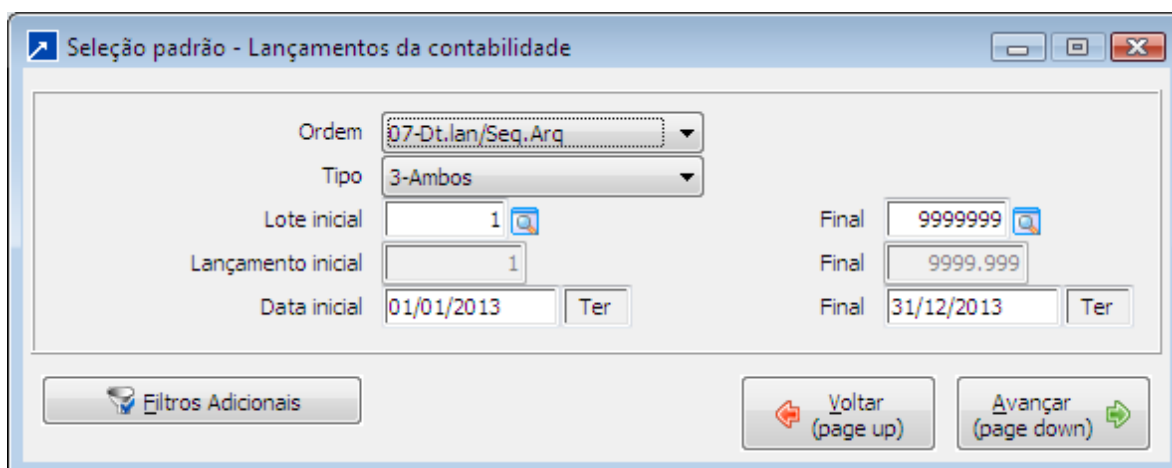 Seleção padrão - Lançamentos da contabilidade
Ordem 07-Dt.lan/Seq.Arq
Tipo 3-Ambos
Lote inicial 1 Final 9999999
Lançamento inicial 1 Final 9999.999
Data inicial 01/01/2013 Ter Final 31/12/2013 Ter
Filtros Adicionais
Voltar
(page up)
Avançar
(page down)